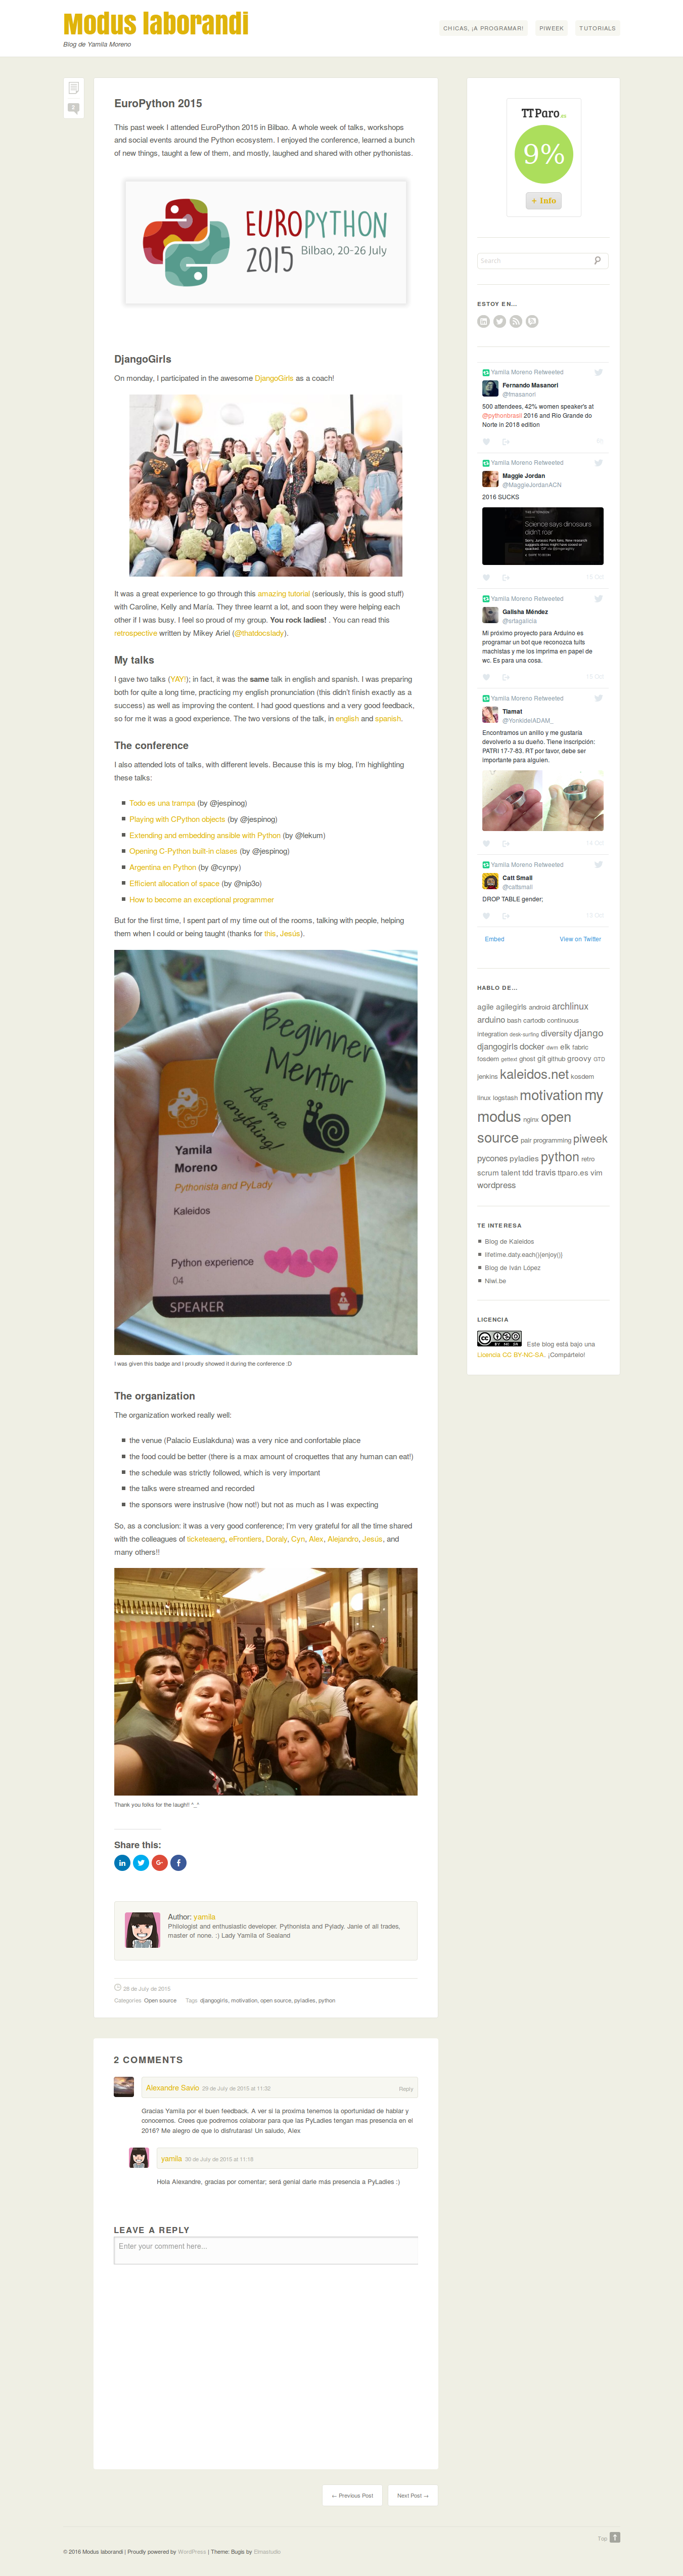 Modus laborandi
Blog de Yamila Moreno
CHICAS, ¡A PROGRAMAR!
PIWEEK
TUTORIALS
2
EuroPython 2015
This past week I attended EuroPython 2015 in Bilbao. A whole week of talks, workshops
and social events around the Python ecosystem. I enjoyed the conference, learned a bunch
of new things, taught a few of them, and mostly, laughed and shared with other pythonistas.
EUROPYTHON
2015 Bilbao, 20-26 July
DjangoGirls
On monday, I participated in the awesome DjangoGirls as a coach!
It was a great experience to go through this amazing tutorial (seriously, this is good stuff)
with Caroline, Kelly and María. They three learnt a lot, and soon they were helping each
other if I was busy. I feel so proud of my group. You rock ladies! . You can read this
retrospective written by Mikey Ariel (@thatdocslady).
My talks
I gave two talks (YAY!); in fact, it was the same talk in english and spanish. I was preparing
both for quite a long time, practicing my english pronunciation (this didn't finish exactly as a
success) as well as improving the content. I had good questions and a very good feedback,
so for me it was a good experience. The two versions of the talk, in english and spanish.
The conference
I also attended lots of talks, with different levels. Because this is my blog, I'm highlighting
these talks:
Todo es una trampa (by @jespinog)
Playing with CPython objects (by @jespinog)
Extending and embedding ansible with Python (by @lekum)
Opening C-Python built-in clases (by @jespinog)
Argentina en Python (by @cynpy)
Efficient allocation of space (by @nip3o)
How to become an exceptional programmer
But for the first time, I spent part of my time out of the rooms, talking with people, helping
them when I could or being taught (thanks for this, Jesús).
Beginner
Mentor
Ask me
anything!
Yamila
Moreno
Pythonista and PyLady
Kaleidos
Python experience
04
SPEAKER
I was given this badge and I proudly showed it during the conference :D
The organization
The organization worked really well:
the venue (Palacio Euslakduna) was a very nice and confortable place
the food could be better (there is a max amount of croquettes that any human can eat!)
the schedule was strictly followed, which is very important
the talks were streamed and recorded
the sponsors were instrusive (how not!) but not as much as I was expecting
So, as a conclusion: it was a very good conference; I'm very grateful for all the time shared
with the colleagues of ticketeaeng, eFrontiers, Doraly, Cyn, Alex, Alejandro, Jesús, and
many others!!
Thank you folks for the laugh!! ^_^
Share this:
Author: yamila
Philologist and enthusiastic developer. Pythonista and Pylady. Janie of all trades,
master of none. :) Lady Yamila of Sealand
28 de July de 2015
Categories Open source Tags djangogirls, motivation, open source, pyladies, python
2 COMMENTS
Alexandre Savio 29 de July de 2015 at 11:32
Reply
Gracias Yamila por el buen feedback. A ver si la proxima tenemos la oportunidad de hablar y
conocernos. Crees que podremos colaborar para que las PyLadies tengan mas presencia en el
2016? Me alegro de que lo disfrutaras! Un saludo, Alex
yamila 30 de July de 2015 at 11:18
Hola Alexandre, gracias por comentar; será genial darle más presencia a PyLadies :)
LEAVE A REPLY
Enter your comment here...
← Previous Post
Next Post →
TTParo.es
9%
+ Info
Search
ESTOY EN...
Yamila Moreno Retweeted
Fernando Masanori
@fmasanori
500 attendees, 42% women speaker's at
@pythonbrasil 2016 and Rio Grande do
Norte in 2018 edition
Yamila Moreno Retweeted
Maggie Jordan
@MaggieJordanACN
2016 SUCKS
Science says dinosaurs
didn't roar
Yamila Moreno Retweeted
Galisha Méndez
@srtagalicia
Mi próximo proyecto para Arduino es
programar un bot que reconozca tuits
machistas y me los imprima en papel de
wc. Es para una cosa.
15 Oct
Yamila Moreno Retweeted
Tiamat
@YonkidelADAM_
Encontramos un anillo y me gustaría
devolverlo a su dueño. Tiene inscripción:
PATRI 17-7-83. RT por favor, debe ser
importante para alguien.
14 Oct
Yamila Moreno Retweeted
Catt Small
@cattsmall
DROP TABLE gender;
13 Oct
Embed
View on Twitter
HABLO DE...
agile agilegirls android archlinux
arduino bash cartodb continuous
integration desk-surfing diversity django
djangogirls docker dwm elk fabric
fosdem gettext ghost git github groovy GTD
jenkins kaleidos.net kosdem
linux logstash motivation my
modus nginx open
source pair programming piweek
pycones pyladies python retro
scrum talent tdd travis ttparo.es vim
wordpress
TE INTERESA
Blog de Kaleidos
lifetime.daty.each(){enjoy()}
Blog de Iván López
Niwi.be
LICENCIA
CC BY NC SA
Este blog está bajo una
Licencia CC BY-NC-SA. ¡Compártelo!
Top
© 2016 Modus laborandi | Proudly powered by WordPress | Theme: Bugis by Elmastudio